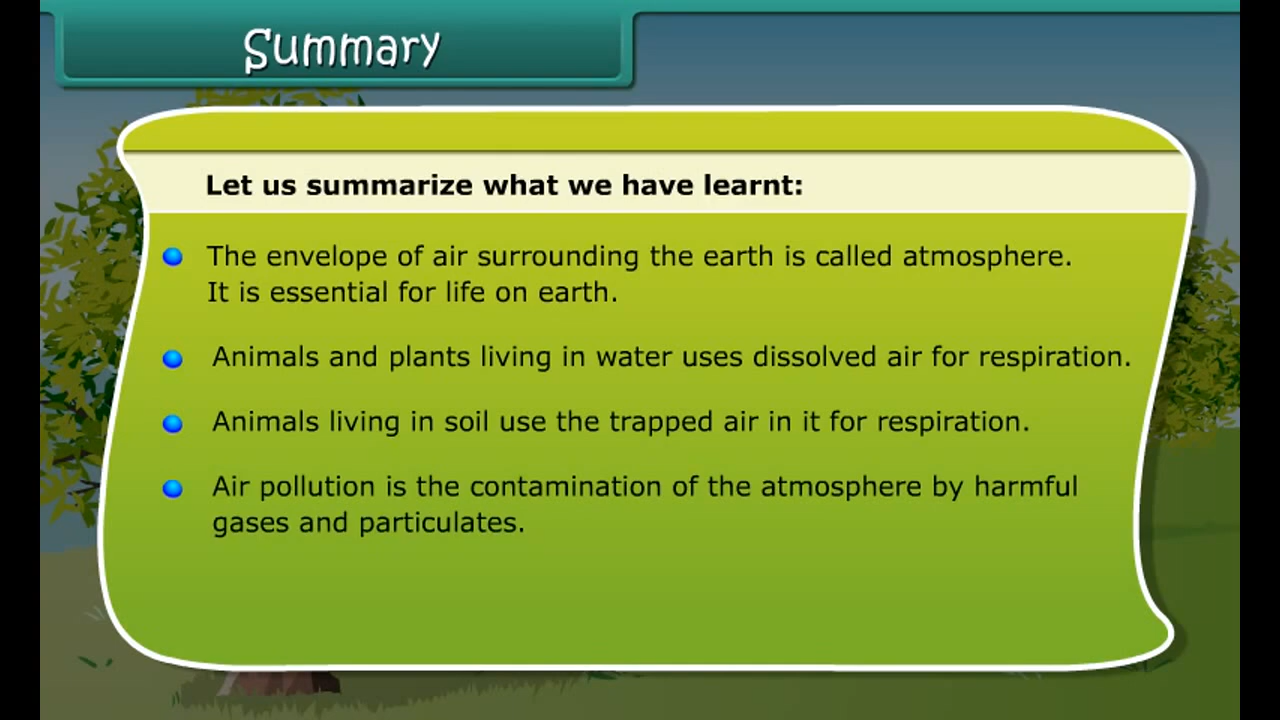 Summary
Let us summarize what we have learnt:
The envelope of air surrounding the earth is called atmosphere.
It is essential for life on earth.
Animals and plants living in water uses dissolved air for respiration.
Animals living in soil use the trapped air in it for respiration.
Air pollution is the contamination of the atmosphere by harmful
gases and particulates.